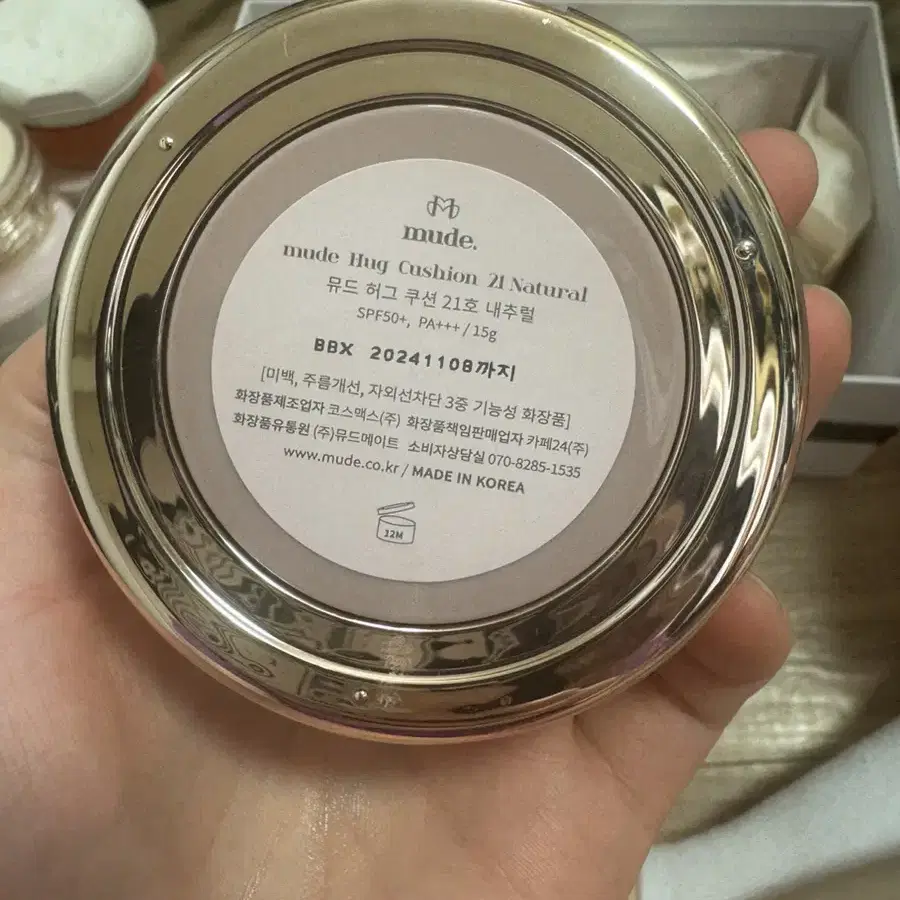 mude.
mude Hug Cushion 21 Natural
뮤드 허그 쿠션 21호 내추럴
SPF50+, PA+++ / 15g
BBX 20241108까지
[미백, 주름개선, 자외선차단 3중 기능성 화장품]
화장품제조업자 코스맥스(주) 화장품책임판매업자 카페24(주)
화장품유통원 (주)뮤드메이트 소비자상담실 070-8285-1535
www.mude.co.kr / MADE IN KOREA
12M